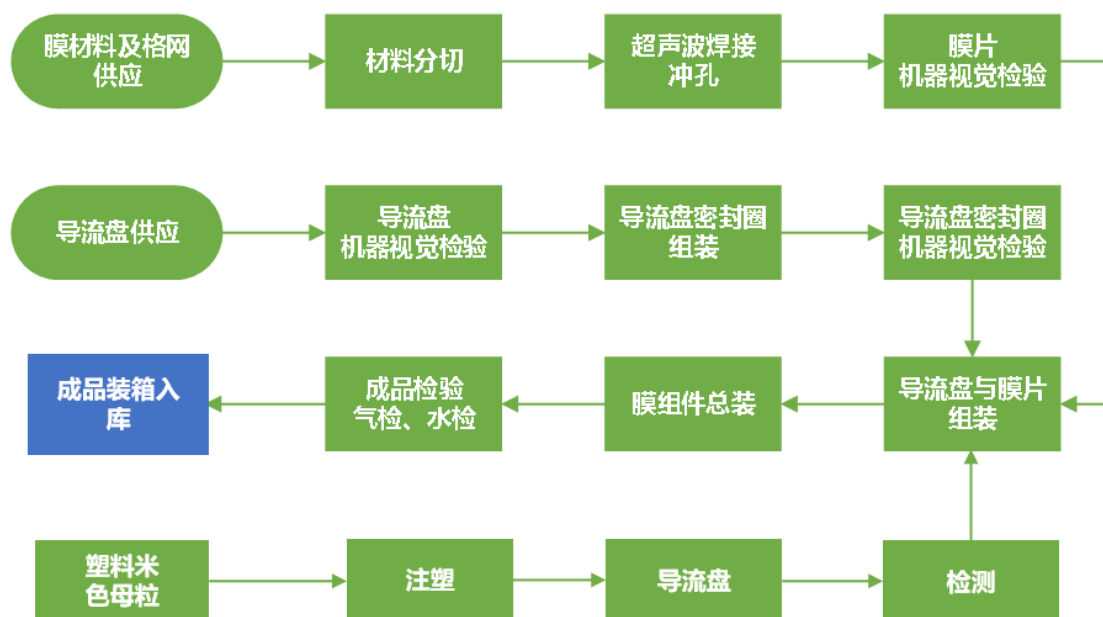 膜材料及格网
供应
材料分切
超声波焊接
冲孔
膜片
机器视觉检验
导流盘供应
导流盘
机器视觉检验
导流盘密封圈
组装
导流盘密封圈
机器视觉检验
成品装箱入
库
成品检验
气检、水检
膜组件总装
导流盘与膜片
组装
塑料米
色母粒
注塑
导流盘
检测